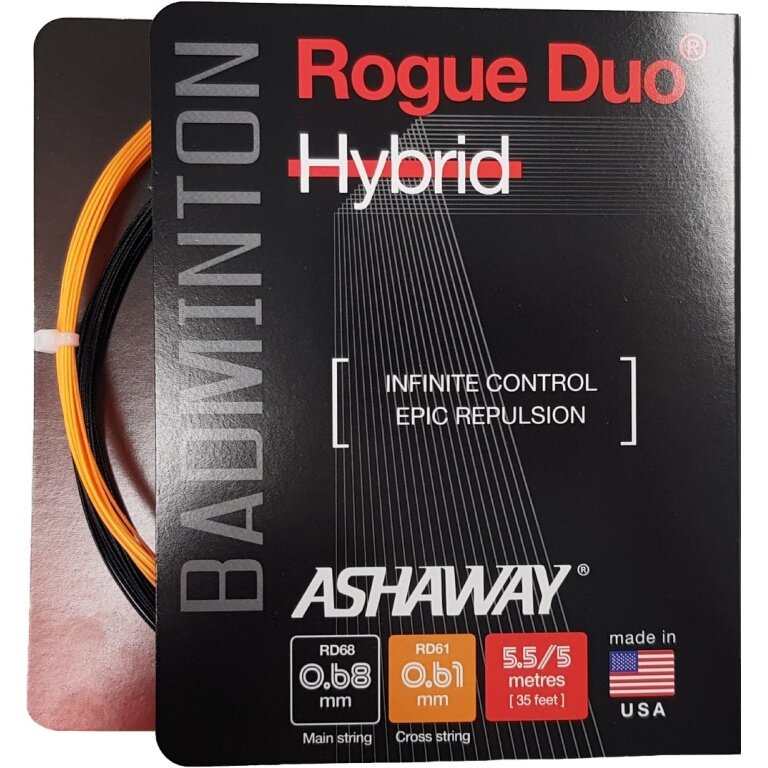 BADMINTON
Rogue Duo®
Hybrid
INFINITE CONTROL
EPIC REPULSION
ASHAWAY®
RD68
0.68
mm
Main string
RD61
0.61
mm
Cross string
5.5/5
metres
[ 35 feet ]
made in
USA